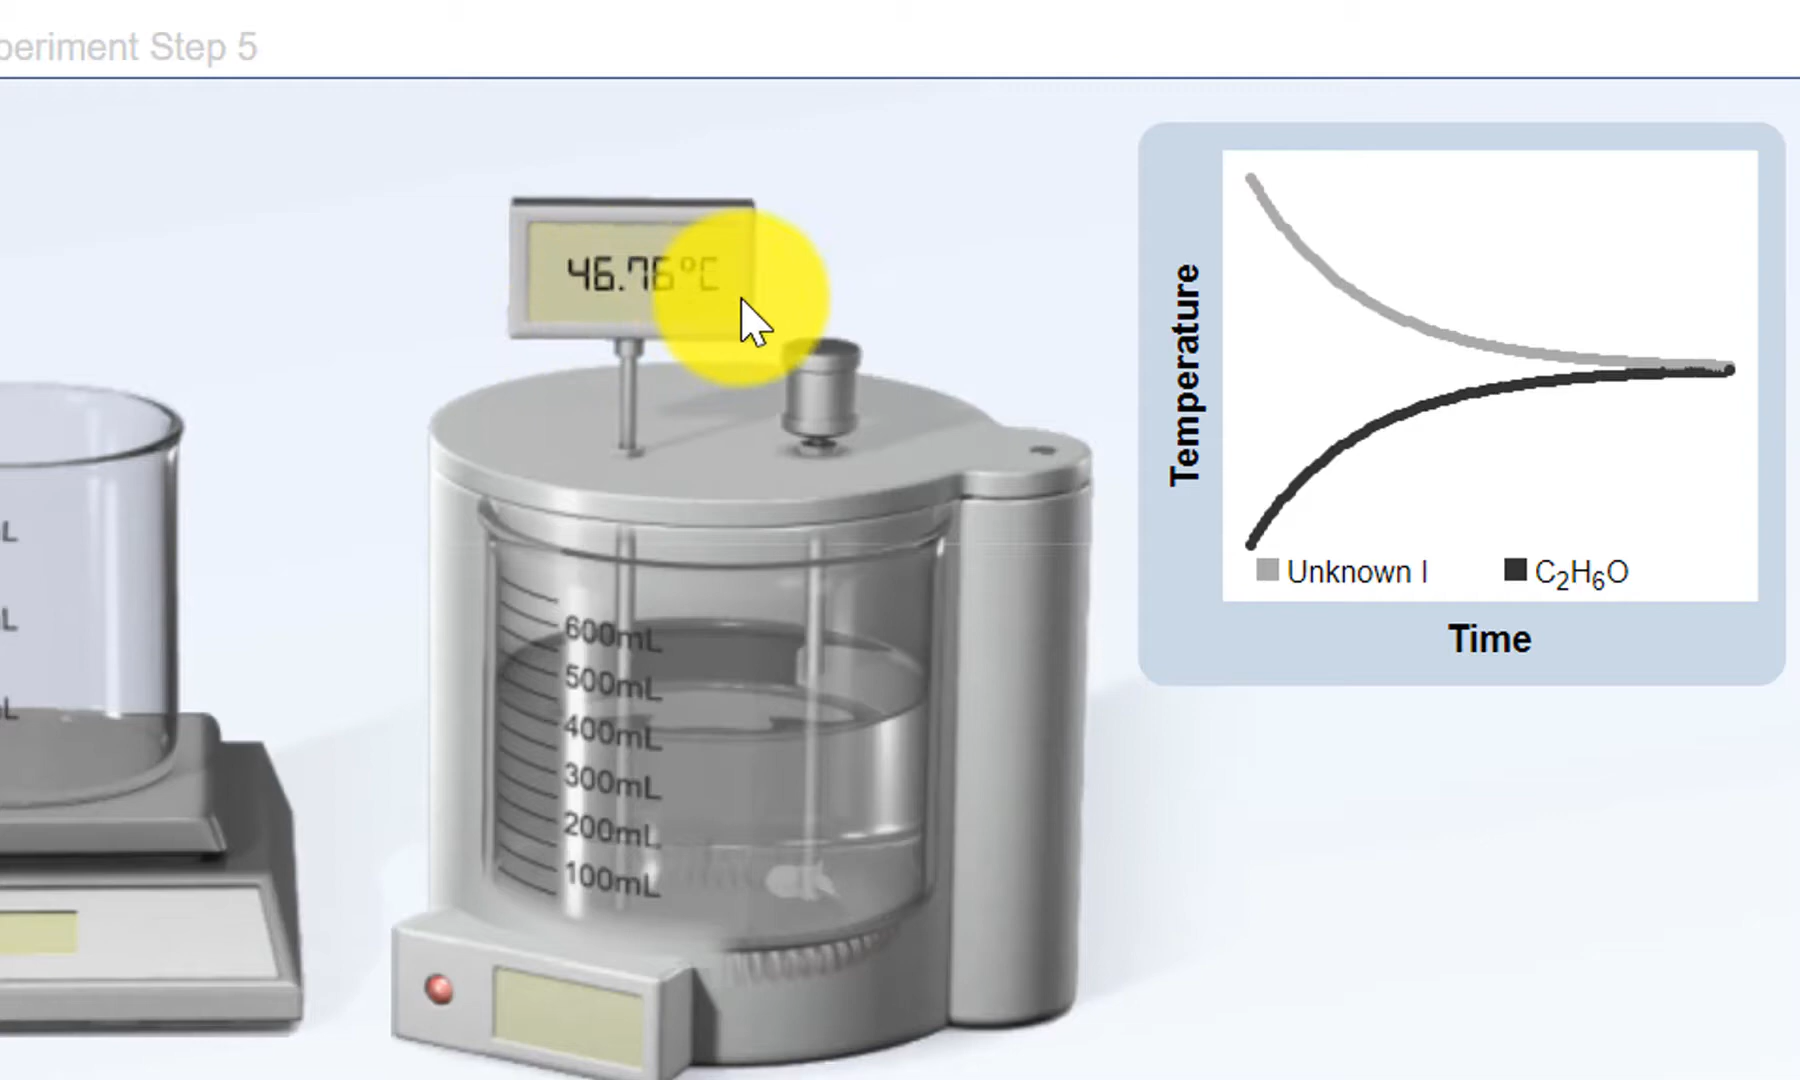 periment Step 5
46.76°C
600mL
500mL
400mL
300mL
200mL
100mL
L
L
L
Temperature
Unknown I
C₂H₆O
Time